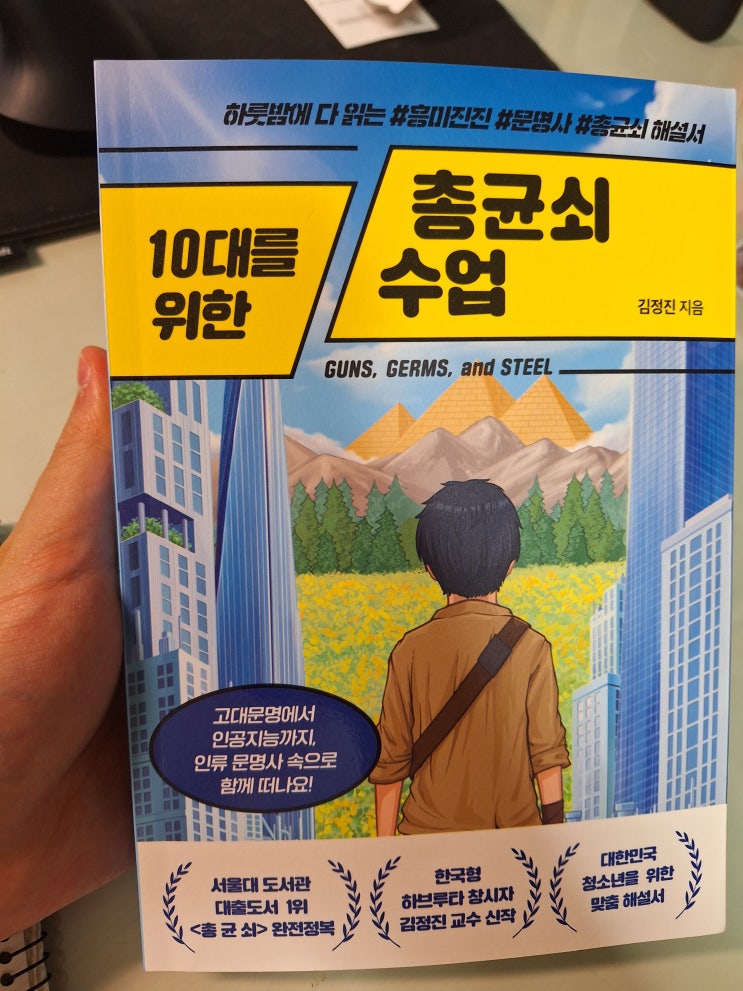 하룻밤에 다 읽는 #흥미진진 #문명사 #총균쇠 해설서
10대를
위한
총균쇠
수업
김정진 지음
GUNS, GERMS, and STEEL
고대문명에서
인공지능까지,
인류 문명사 속으로
함께 떠나요!
서울대 도서관
대출도서 1위
<총 균 쇠> 완전정복
한국형
하브루타 창시자
김정진 교수 신작
대한민국
청소년을 위한
맞춤 해설서